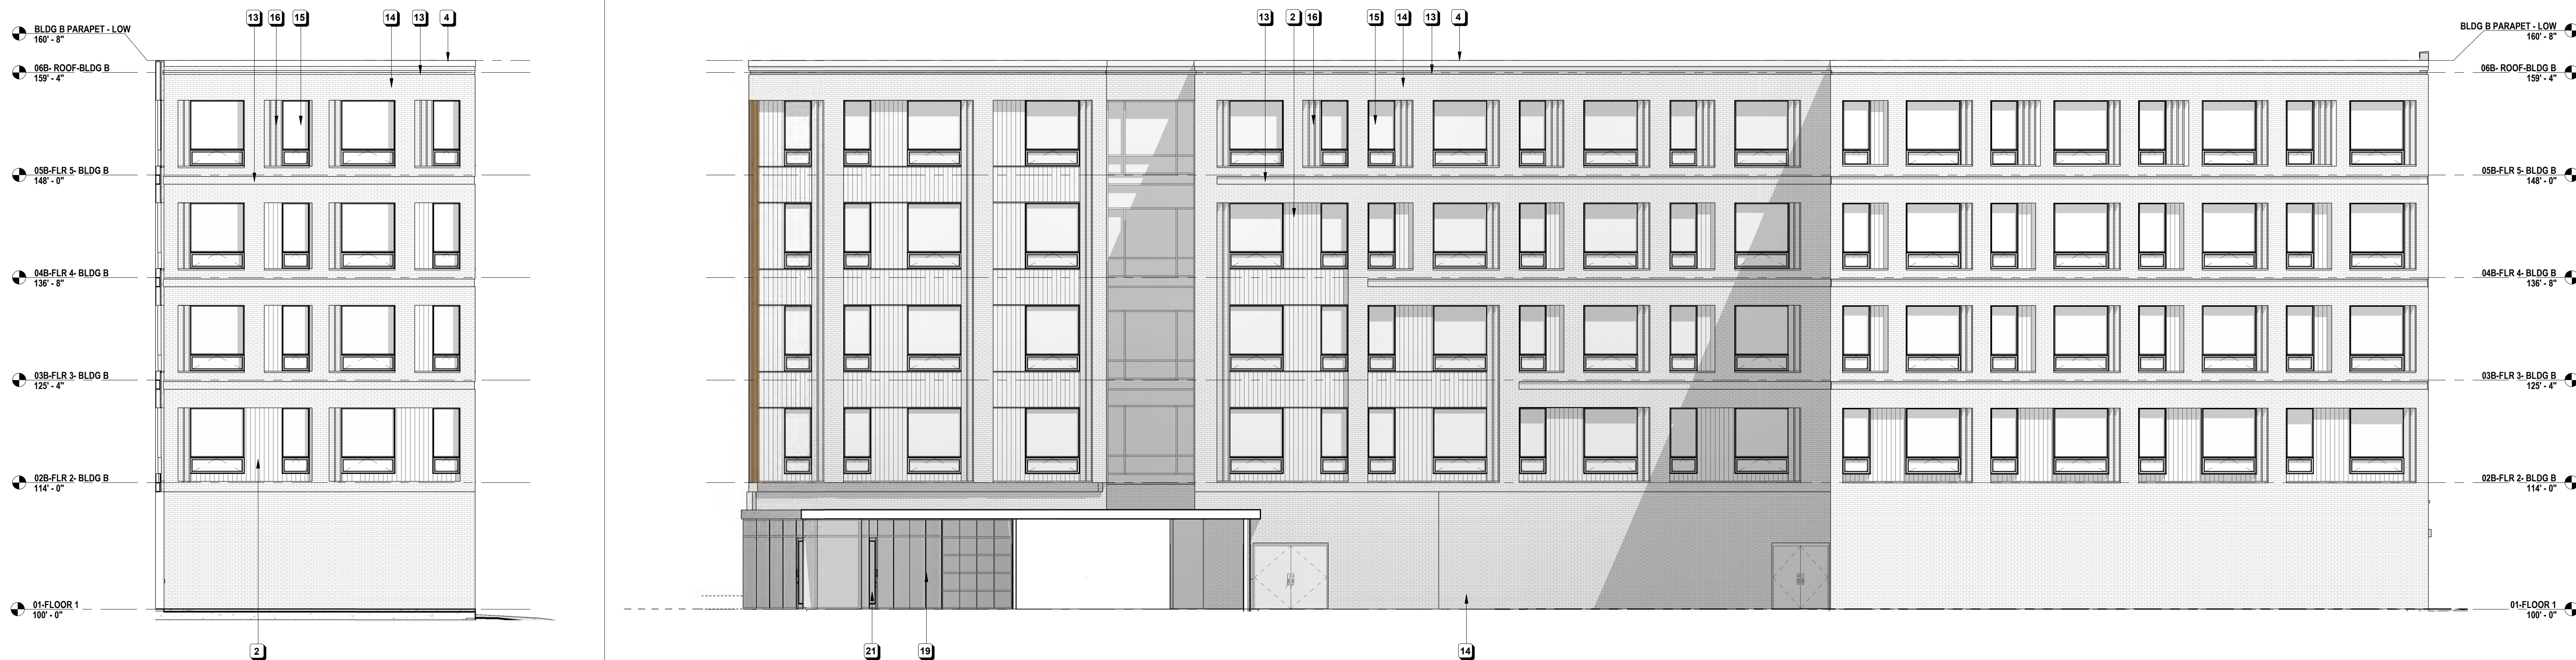 13 16 15 14 13 4
BLDG B PARAPET - LOW
160' - 8"
06B- ROOF-BLDG B
159' - 4"
05B-FLR 5- BLDG B
148' - 0"
04B-FLR 4- BLDG B
136' - 8"
03B-FLR 3- BLDG B
125' - 4"
02B-FLR 2- BLDG B
114' - 0"
01-FLOOR 1
100' - 0"
2
13 2 16 15 14 13 4
BLDG B PARAPET - LOW
160' - 8"
06B- ROOF-BLDG B
159' - 4"
05B-FLR 5- BLDG B
148' - 0"
04B-FLR 4- BLDG B
136' - 8"
03B-FLR 3- BLDG B
125' - 4"
02B-FLR 2- BLDG B
114' - 0"
01-FLOOR 1
100' - 0"
21 19 14